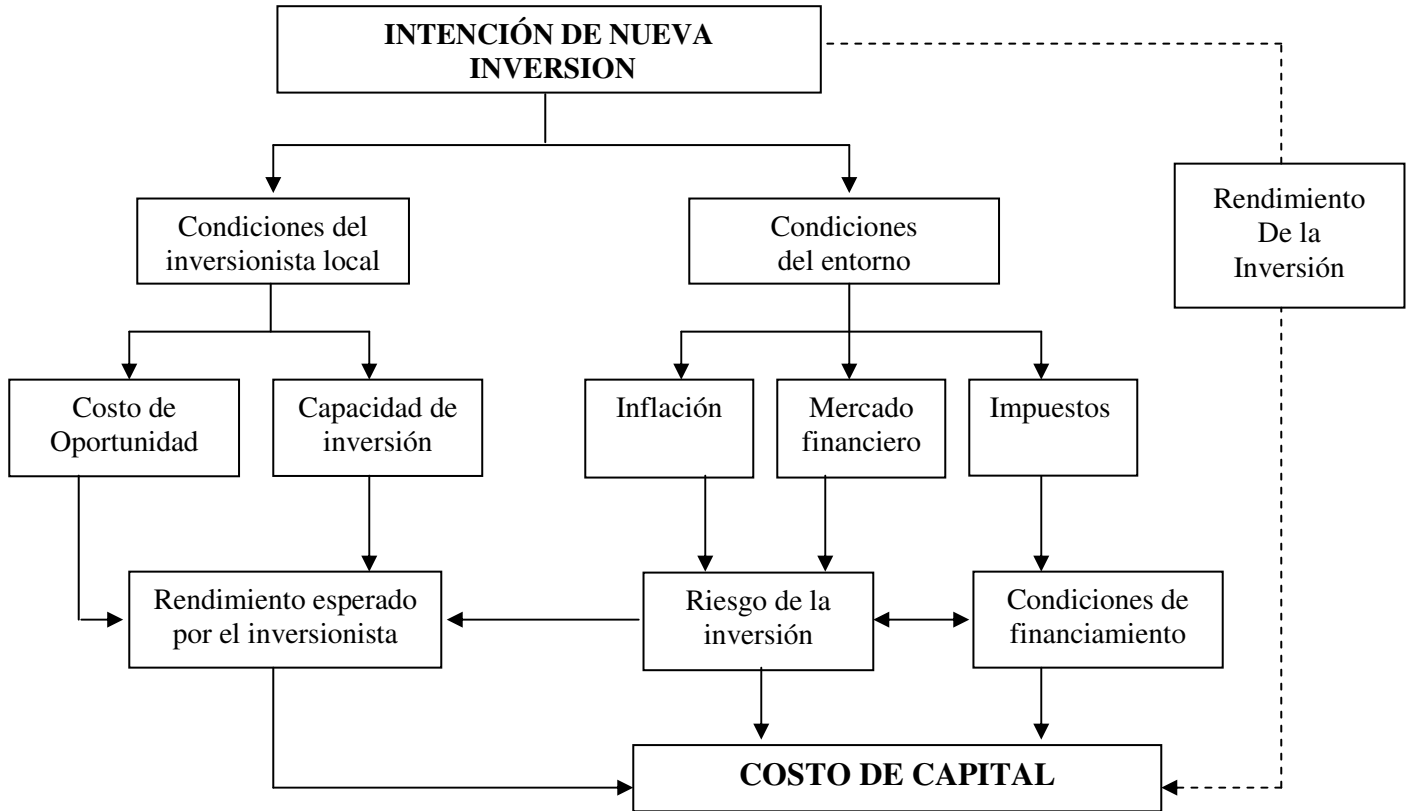 INTENCIÓN DE NUEVA
INVERSION
Condiciones del
inversionista local
Condiciones
del entorno
Rendimiento
De la
Inversión
Costo de
Oportunidad
Capacidad de
inversión
Inflación
Mercado
financiero
Impuestos
Rendimiento esperado
por el inversionista
Riesgo de la
inversión
Condiciones de
financiamiento
COSTO DE CAPITAL